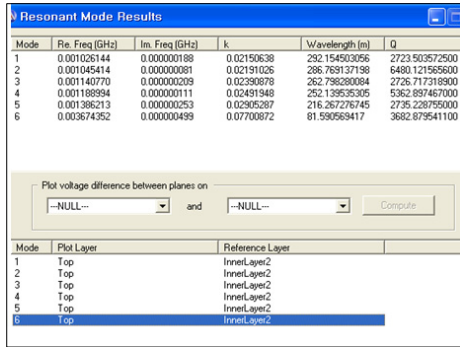 Resonant Mode Results
Mode Re. Freq (GHz) Im. Freq (GHz) k Wavelength (m) Q
1 0.001026144 0.000000188 0.02150638 292.154503056 2723.503572500
2 0.001045414 0.000000081 0.02191026 286.769137198 6480.121565600
3 0.001140770 0.000000209 0.02390878 262.798280084 2726.717318900
4 0.001188994 0.000000111 0.02491948 252.139535305 5362.897467000
5 0.001386213 0.000000253 0.02905287 216.267276745 2735.228755000
6 0.003674352 0.000000499 0.07700872 81.590569417 3682.879541100
Plot voltage difference between planes on
---NULL--- and ---NULL--- Compute
Mode Plot Layer Reference Layer
1 Top InnerLayer2
2 Top InnerLayer2
3 Top InnerLayer2
4 Top InnerLayer2
5 Top InnerLayer2
6 Top InnerLayer2